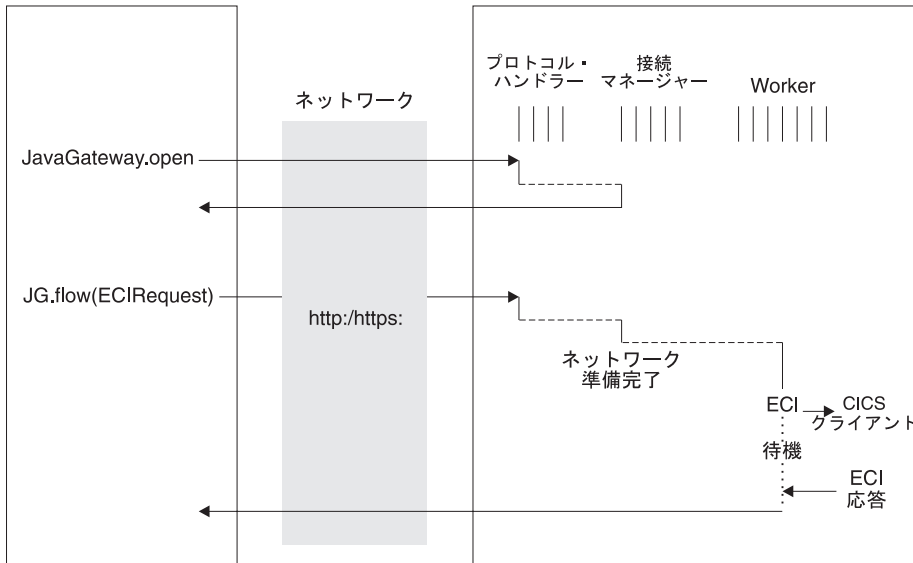 プロトコル・
ハンドラー
接続
マネージャー
Worker
ネットワーク
JavaGateway.open
JG.flow(ECIRequest)
http:/https:
ネットワーク
準備完了
ECI
CICS
クライアント
待機
ECI
応答